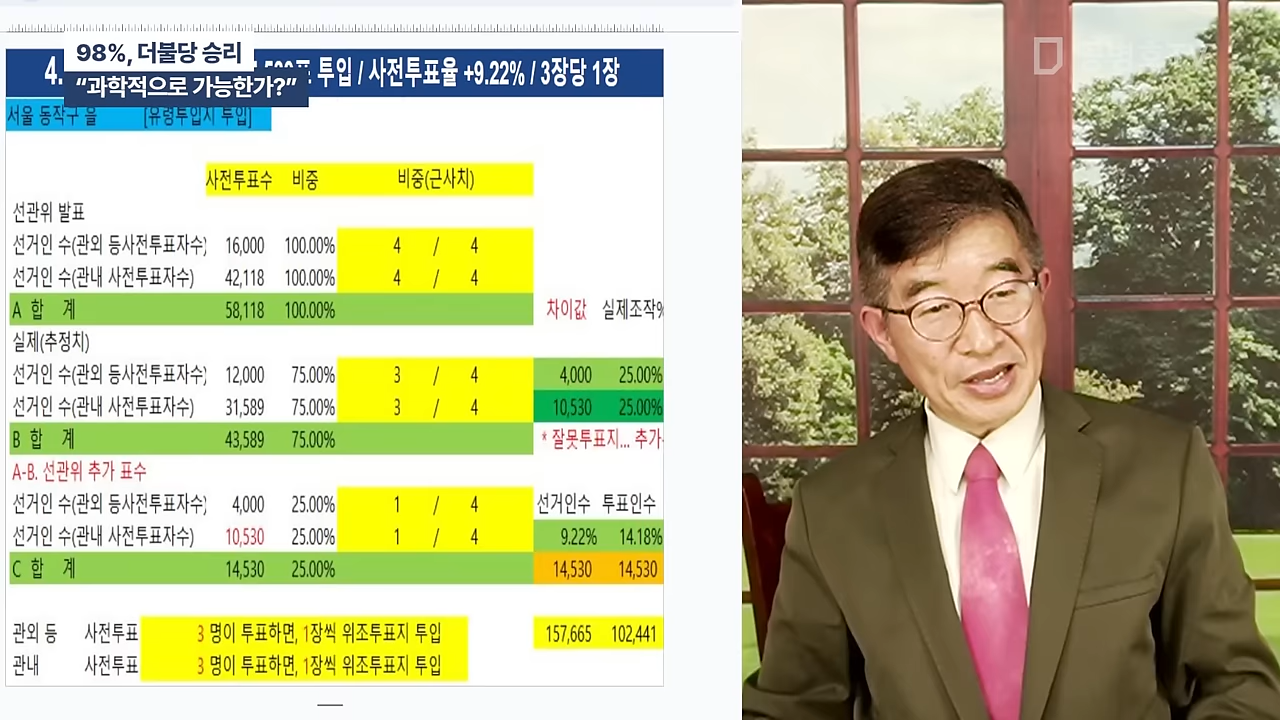 98%, 더불당 승리
“과학적으로 가능한가?”
4. 투입 / 사전투표율 +9.22% / 3장당 1장
서울 동작구 을 [유령투입지 투입]
사전투표수 비중 비중(근사치)
선관위 발표
선거인 수(관외 등사전투표자수) 16,000 100.00% 4 / 4
선거인 수(관내 사전투표자수) 42,118 100.00% 4 / 4
A 합 계 58,118 100.00% 차이값 실제조작%
실제(추정치)
선거인 수(관외 등사전투표자수) 12,000 75.00% 3 / 4 4,000 25.00%
선거인 수(관내 사전투표자수) 31,589 75.00% 3 / 4 10,530 25.00%
B 합 계 43,589 75.00% * 잘못투표지... 추가
A-B. 선관위 추가 표수
선거인 수(관외 등사전투표자수) 4,000 25.00% 1 / 4 선거인수 투표인수
선거인 수(관내 사전투표자수) 10,530 25.00% 1 / 4 9.22% 14.18%
C 합 계 14,530 25.00% 14,530 14,530
관외 등 사전투표 3 명이 투표하면, 1장씩 위조투표지 투입 157,665 102,441
관내 사전투표 3 명이 투표하면, 1장씩 위조투표지 투입